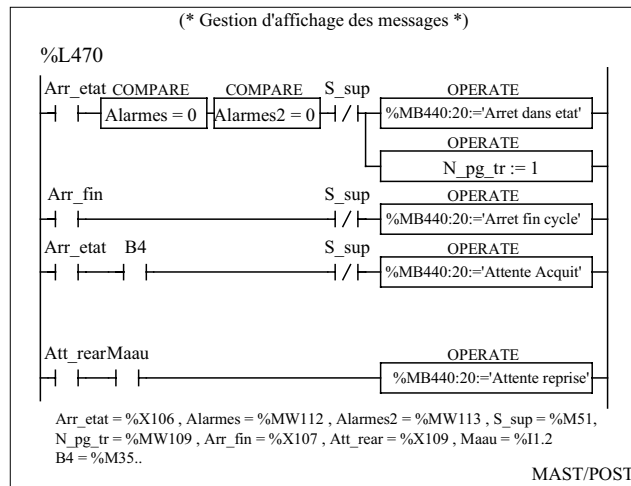 (* Gestion d'affichage des messages *)
%L470
Arr_etat COMPARE COMPARE S_sup OPERATE
Alarmes = 0 Alarmes2 = 0 %MB440:20:='Arret dans etat'
OPERATE
N_pg_tr := 1
Arr_fin S_sup OPERATE
%MB440:20:='Arret fin cycle'
Arr_etat B4 S_sup OPERATE
%MB440:20:='Attente Acquit'
Att_rear Maau OPERATE
%MB440:20:='Attente reprise'
Arr_etat = %X106 , Alarmes = %MW112 , Alarmes2 = %MW113 , S_sup = %M51,
N_pg_tr = %MW109 , Arr_fin = %X107 , Att_rear = %X109 , Maau = %I1.2
B4 = %M35..
MAST/POST